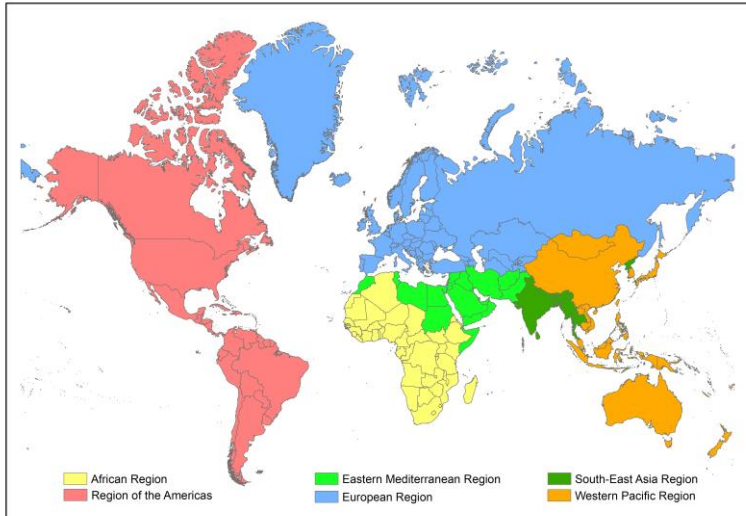 African Region
Region of the Americas
Eastern Mediterranean Region
European Region
South-East Asia Region
Western Pacific Region